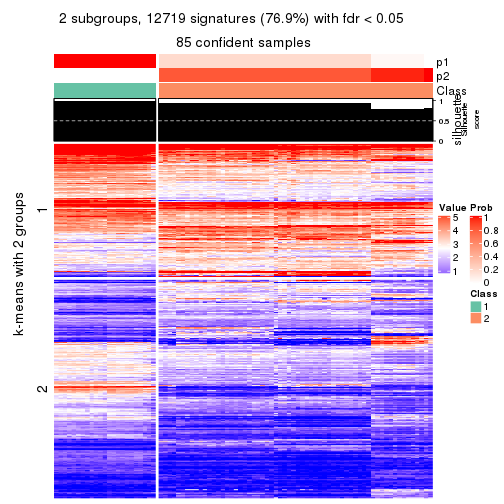 2 subgroups, 12719 signatures (76.9%) with fdr < 0.05
85 confident samples
p1
p2
Class
1
0.5
0
silhouette
Silhouette
score
k-means with 2 groups
1
2
Value
5
4
3
2
1
Prob
1
0.8
0.6
0.4
0.2
0
Class
1
2